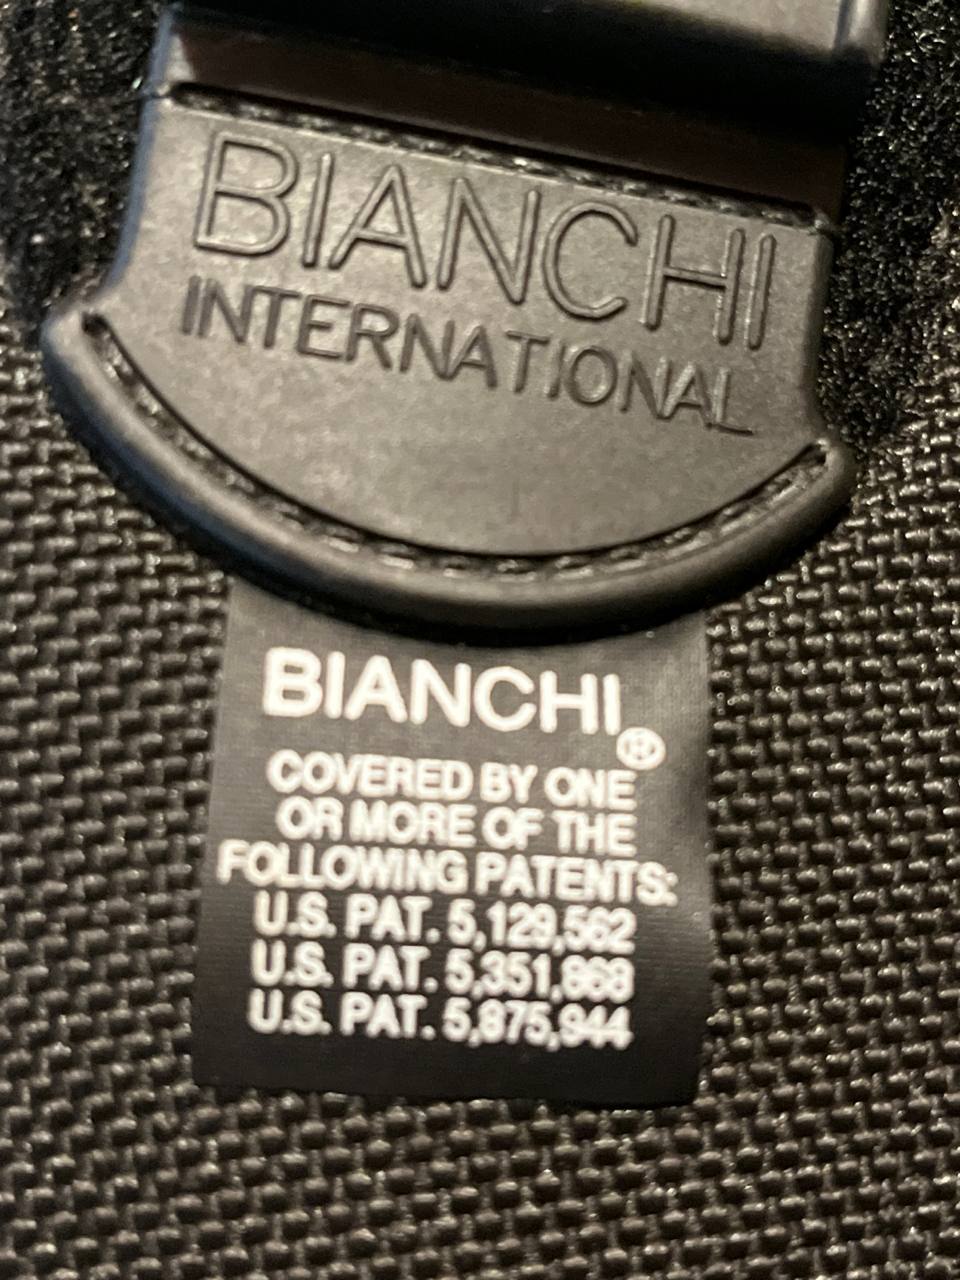 BIANCHI
INTERNATIONAL
BIANCHI®
COVERED BY ONE
OR MORE OF THE
FOLLOWING PATENTS:
U.S. PAT. 5,129,562
U.S. PAT. 5,351,868
U.S. PAT. 5,875,944